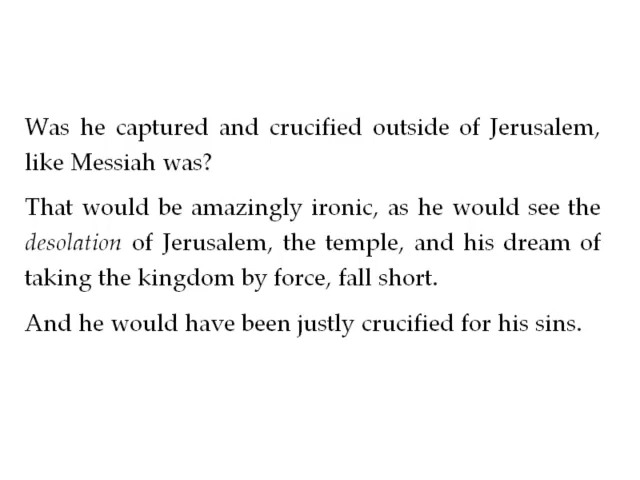 Was he captured and crucified outside of Jerusalem,
like Messiah was?
That would be amazingly ironic, as he would see the
desolation of Jerusalem, the temple, and his dream of
taking the kingdom by force, fall short.
And he would have been justly crucified for his sins.